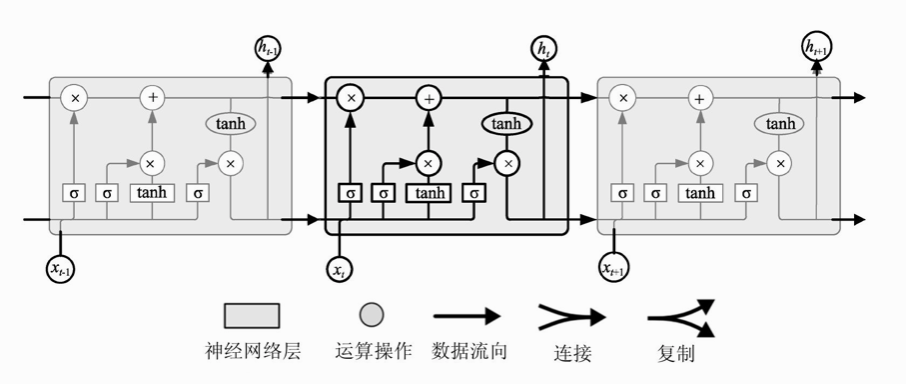 h_{t-1} h_t h_{t+1}
× + × + × +
tanh tanh tanh
× × × × × ×
σ σ tanh σ σ σ tanh σ σ σ tanh σ
x_{t-1} x_t x_{t+1}
神经网络层 运算操作 数据流向 连接 复制